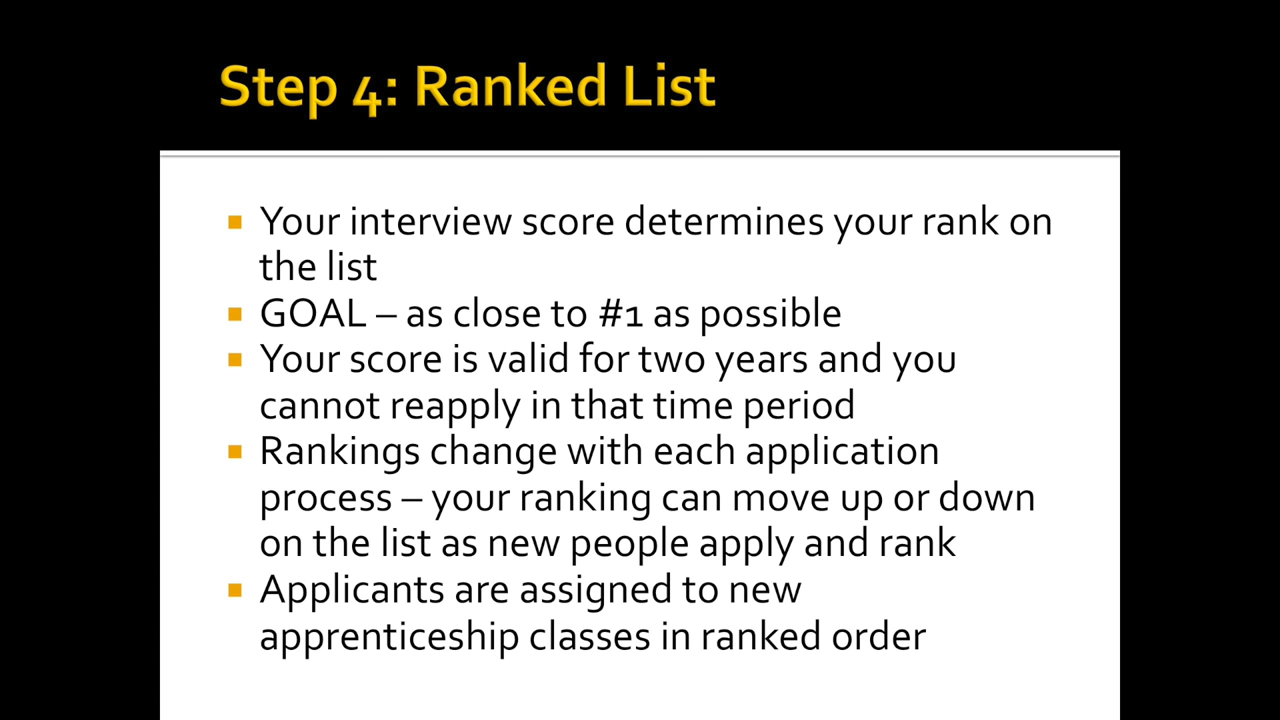 Step 4: Ranked List
Your interview score determines your rank on
the list
GOAL – as close to #1 as possible
Your score is valid for two years and you
cannot reapply in that time period
Rankings change with each application
process – your ranking can move up or down
on the list as new people apply and rank
Applicants are assigned to new
apprenticeship classes in ranked order